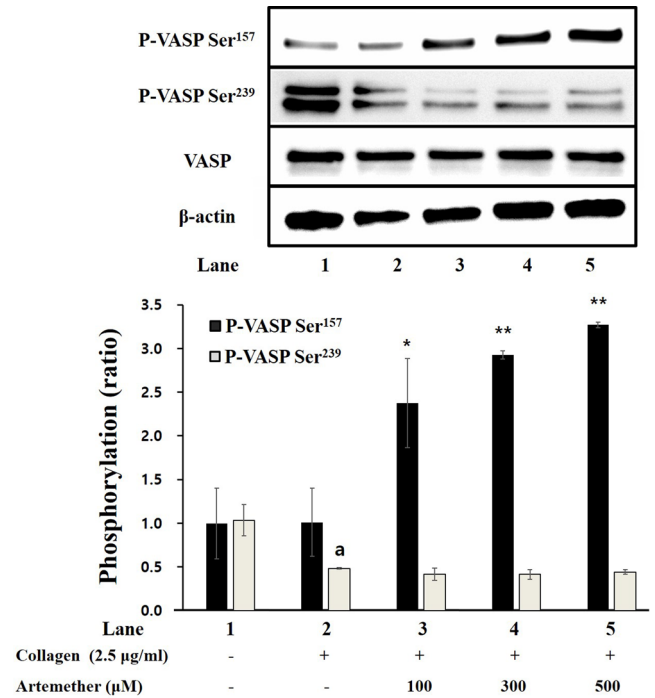 P-VASP Ser157
P-VASP Ser239
VASP
β-actin
Lane 1 2 3 4 5
3.5
3.0
2.5
2.0
1.5
1.0
0.5
0.0
Phosphorylation (ratio)
P-VASP Ser157
P-VASP Ser239
a
*
**
**
Lane 1 2 3 4 5
Collagen (2.5 µg/ml) - + + + +
Artemether (µM) - - 100 300 500